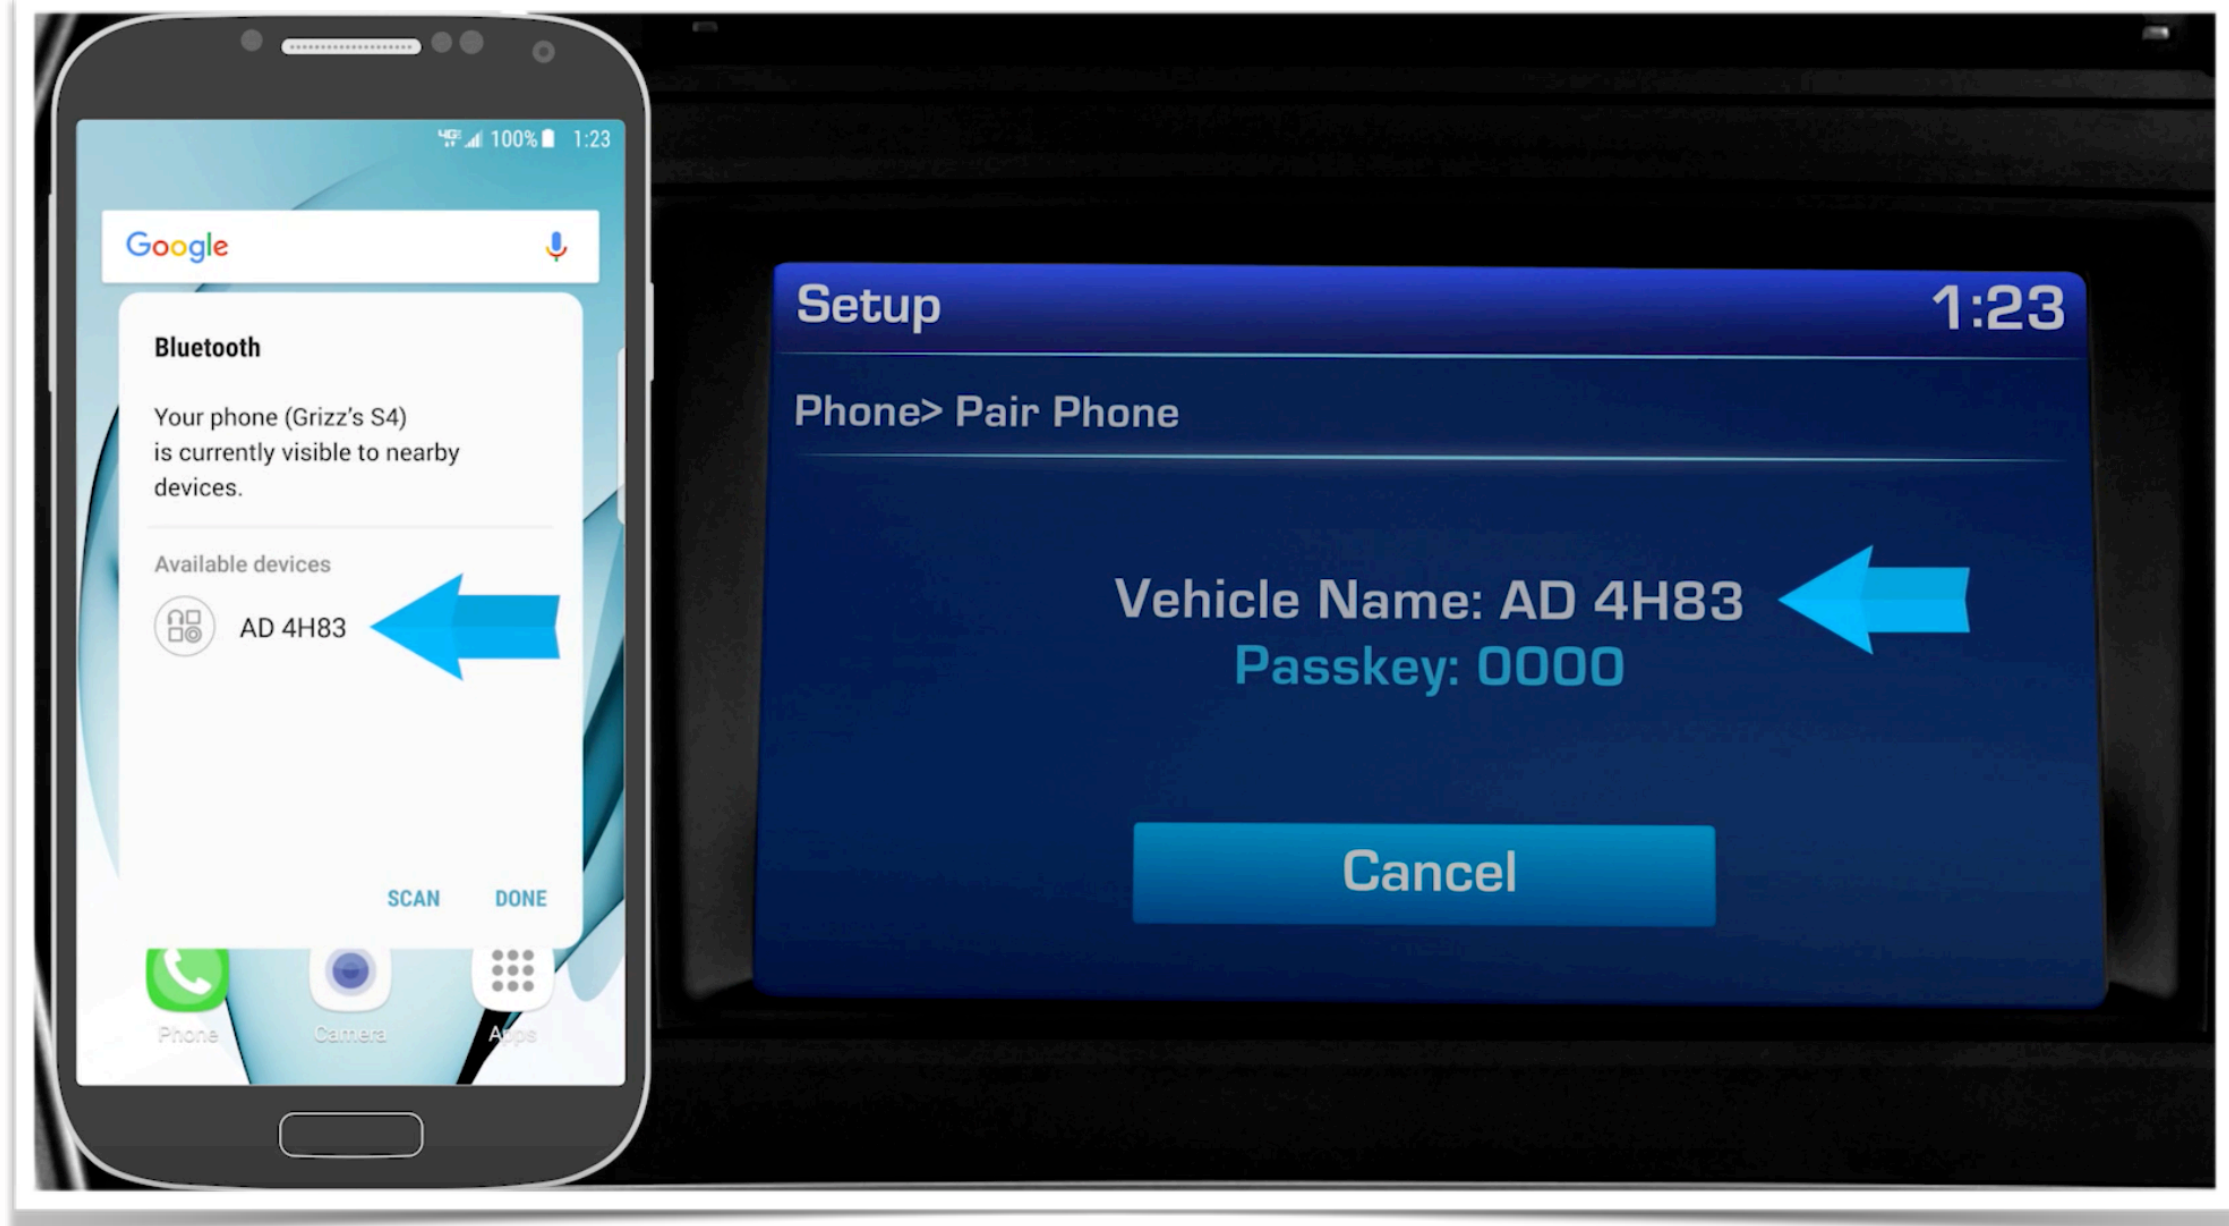 4G 100% 1:23
Google
Bluetooth
Your phone (Grizz's S4)
is currently visible to nearby
devices.
Available devices
AD 4H83
SCAN DONE
Phone Camera Apps
Setup 1:23
Phone> Pair Phone
Vehicle Name: AD 4H83
Passkey: 0000
Cancel